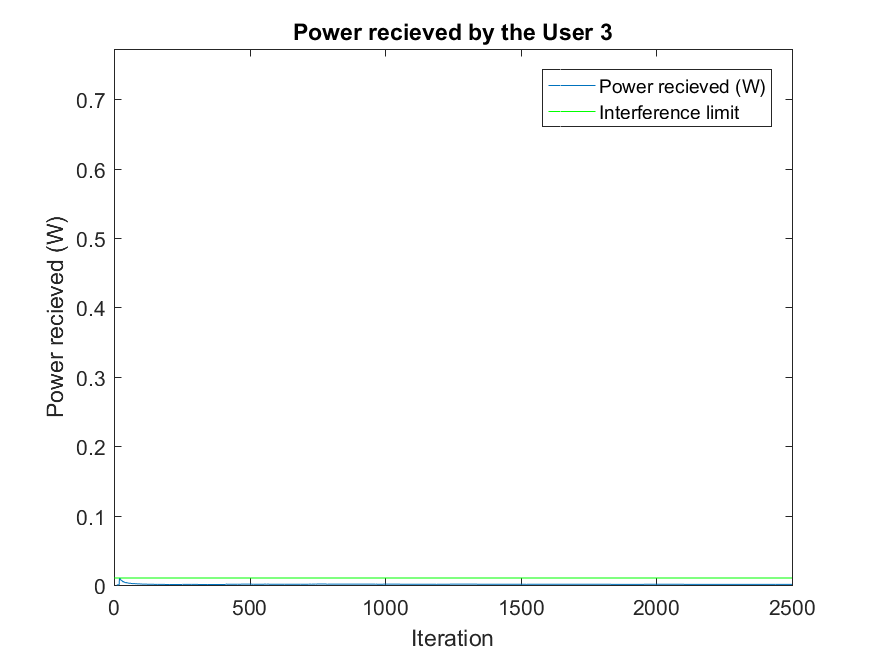 Power recieved by the User 3
Power recieved (W)
Interference limit
Power recieved (W)
0.7
0.6
0.5
0.4
0.3
0.2
0.1
0
0 500 1000 1500 2000 2500
Iteration